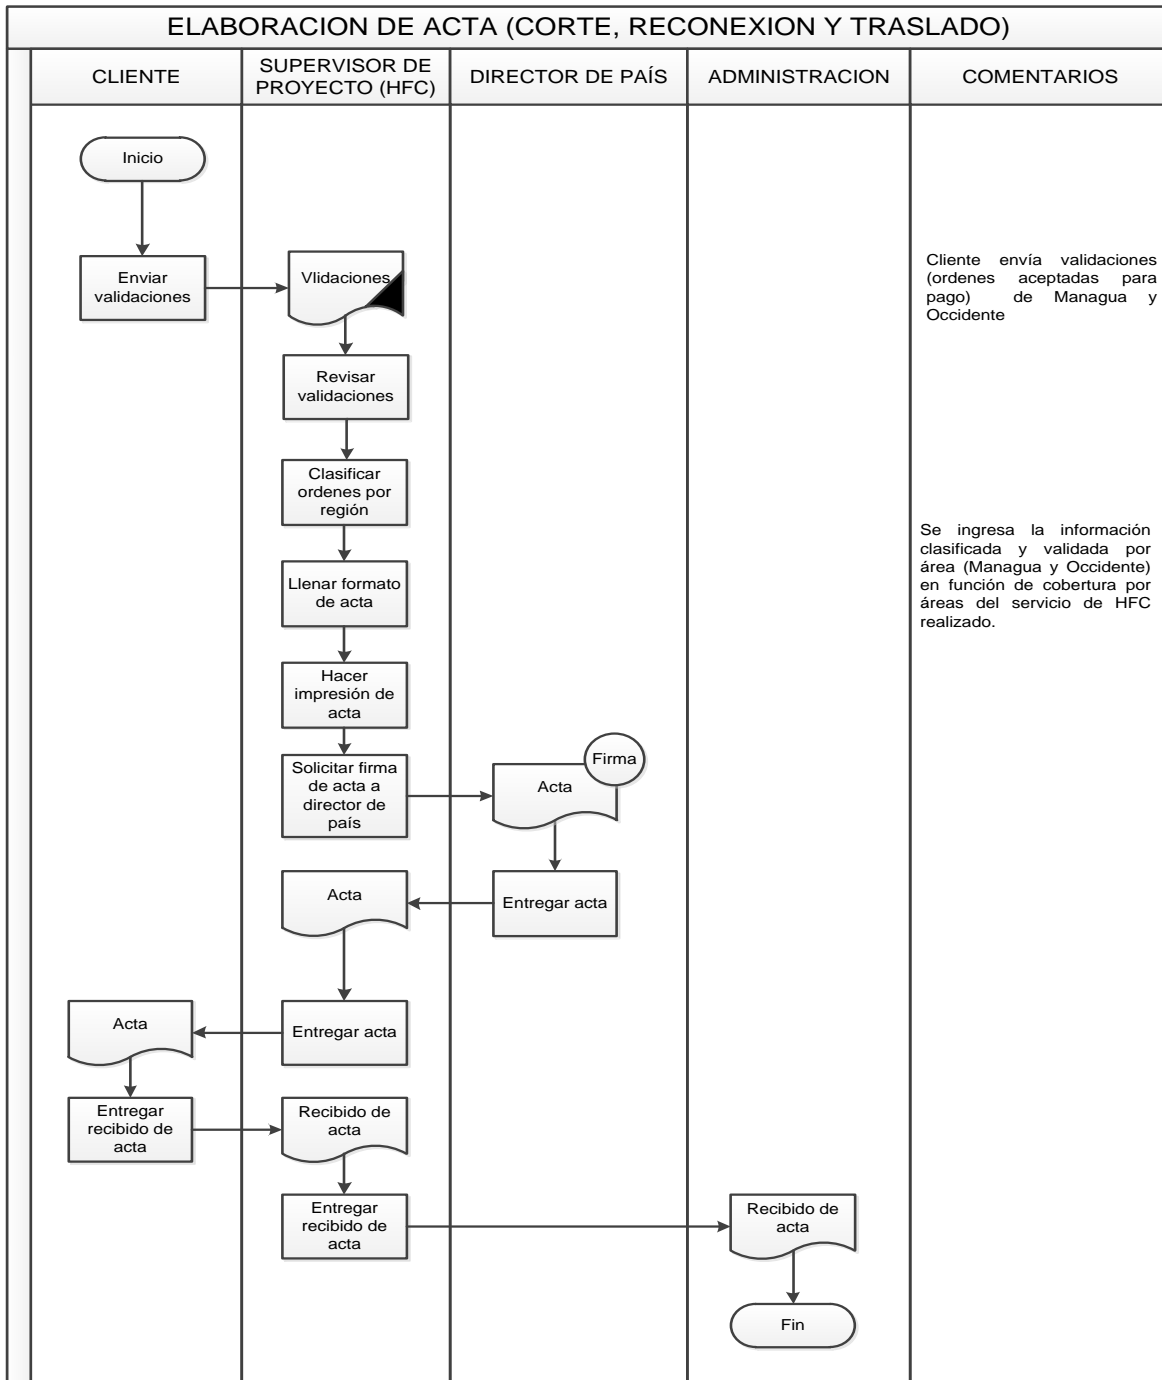 ELABORACION DE ACTA (CORTE, RECONEXION Y TRASLADO)
CLIENTE
SUPERVISOR DE
PROYECTO (HFC)
DIRECTOR DE PAÍS
ADMINISTRACION
COMENTARIOS
Inicio
Enviar
validaciones
Vlidaciones
Cliente envía validaciones
(ordenes aceptadas para
pago) de Managua y
Occidente
Revisar
validaciones
Clasificar
ordenes por
región
Se ingresa la información
clasificada y validada por
área (Managua y Occidente)
en función de cobertura por
áreas del servicio de HFC
realizado.
Llenar formato
de acta
Hacer
impresión de
acta
Solicitar firma
de acta a
director de
país
Firma
Acta
Entregar acta
Acta
Entregar acta
Acta
Entregar
recibido de
acta
Recibido de
acta
Entregar
recibido de
acta
Recibido de
acta
Fin